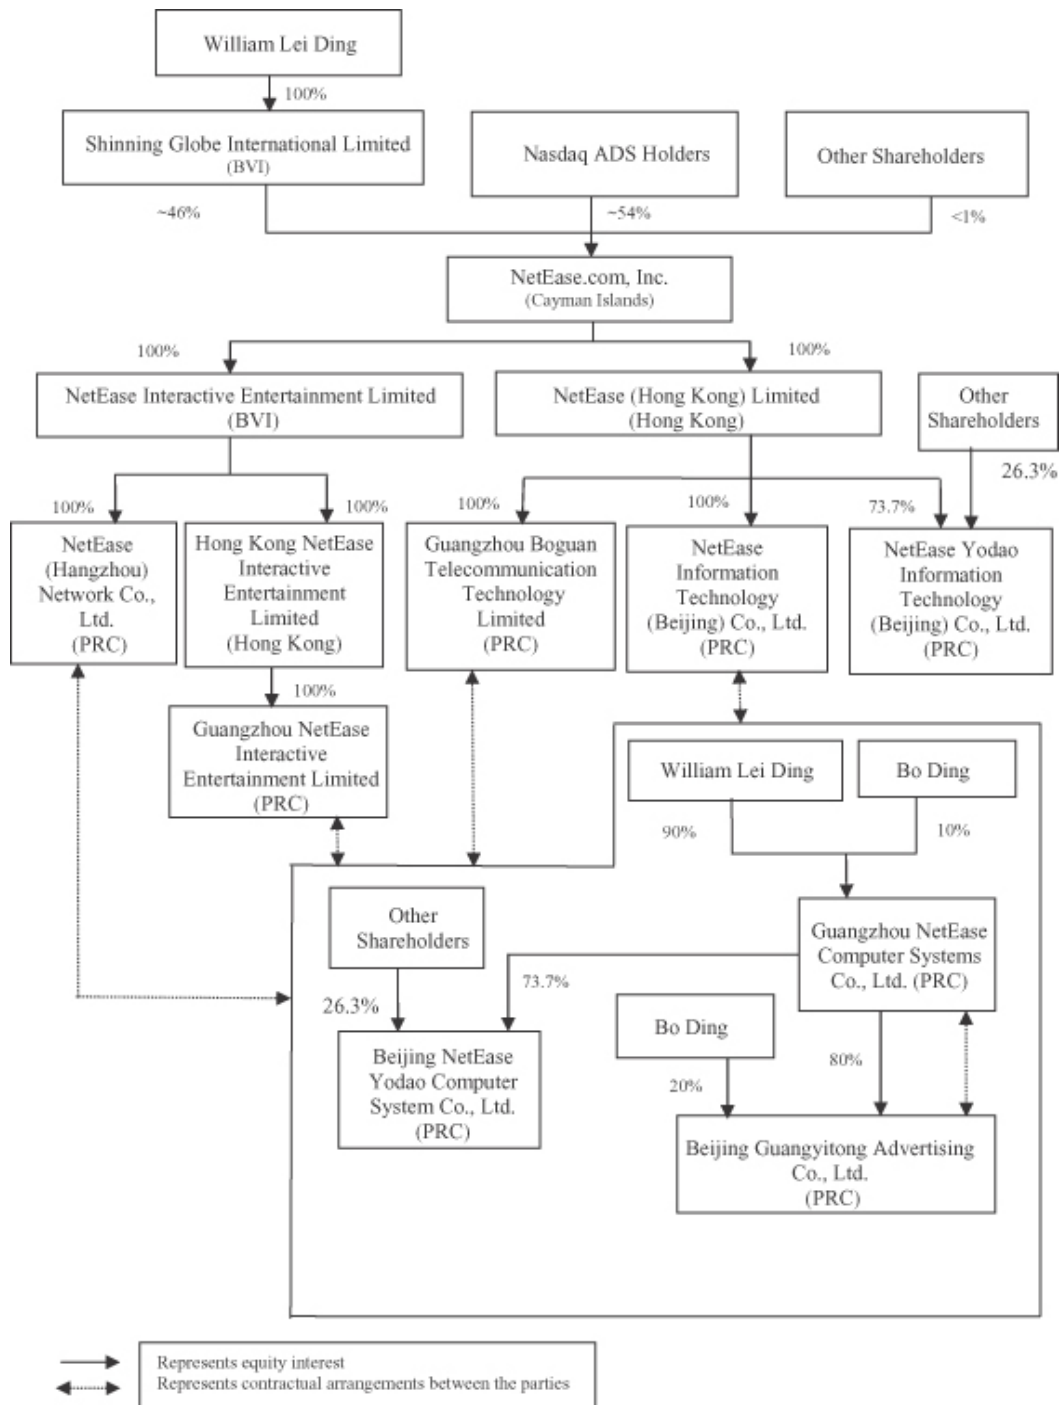 William Lei Ding
100%
Shinning Globe International Limited
(BVI)
Nasdaq ADS Holders
Other Shareholders
~46%
~54%
<1%
NetEase.com, Inc.
(Cayman Islands)
100%
100%
NetEase Interactive Entertainment Limited
(BVI)
NetEase (Hong Kong) Limited
(Hong Kong)
Other
Shareholders
26.3%
100%
100%
100%
100%
73.7%
NetEase
(Hangzhou)
Network Co.,
Ltd.
(PRC)
Hong Kong NetEase
Interactive
Entertainment
Limited
(Hong Kong)
Guangzhou Boguan
Telecommunication
Technology
Limited
(PRC)
NetEase
Information
Technology
(Beijing) Co., Ltd.
(PRC)
NetEase Yodao
Information
Technology
(Beijing) Co., Ltd.
(PRC)
100%
Guangzhou NetEase
Interactive
Entertainment Limited
(PRC)
William Lei Ding
Bo Ding
90%
10%
Other
Shareholders
Guangzhou NetEase
Computer Systems
Co., Ltd. (PRC)
26.3%
73.7%
Bo Ding
Beijing NetEase
Yodao Computer
System Co., Ltd.
(PRC)
20%
80%
Beijing Guangyitong Advertising
Co., Ltd.
(PRC)
Represents equity interest
Represents contractual arrangements between the parties